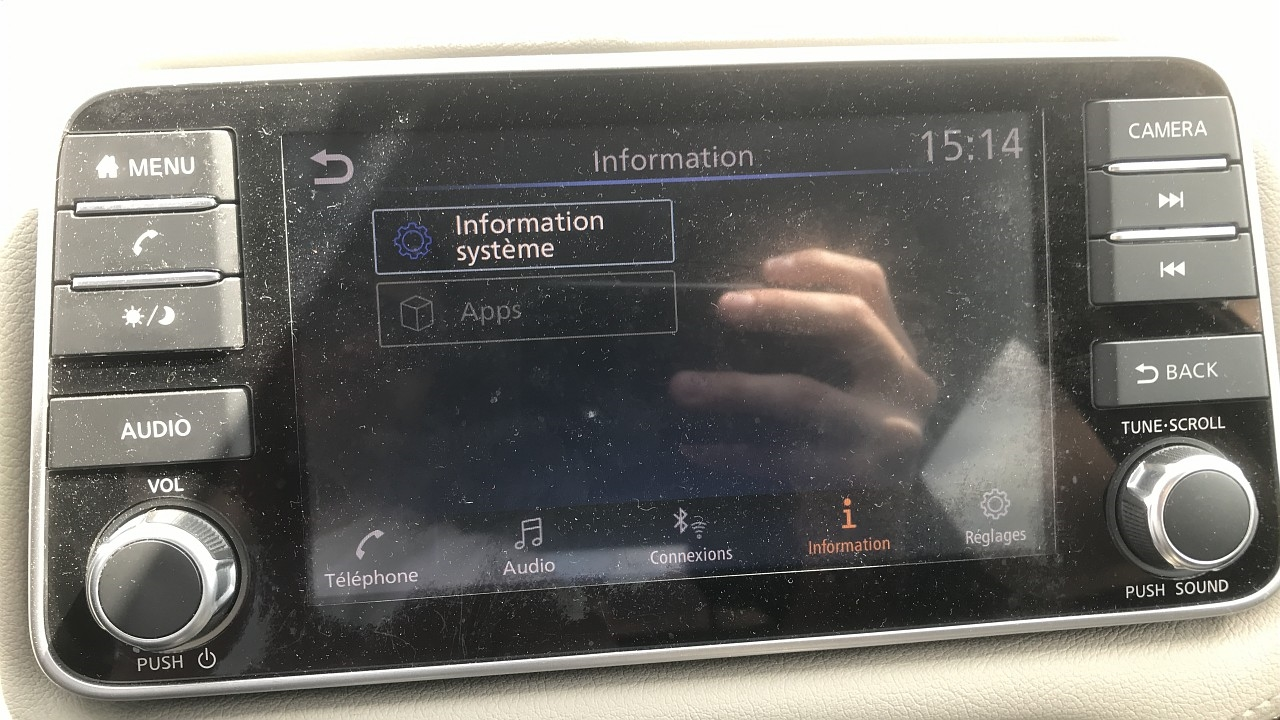 MENU
AUDIO
VOL
PUSH
Information
15:14
Information
système
Apps
Téléphone
Audio
Connexions
Information
Réglages
CAMERA
BACK
TUNE·SCROLL
PUSH SOUND